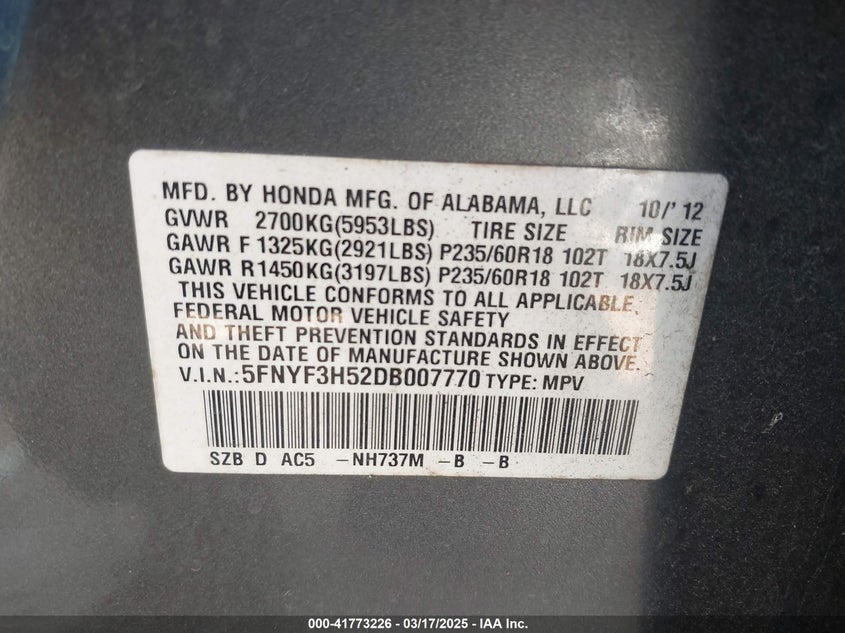 MFD. BY HONDA MFG. OF ALABAMA, LLC 10/' 12
GVWR 2700KG(5953LBS) TIRE SIZE RIM SIZE
GAWR F 1325KG(2921LBS) P235/60R18 102T 18X7.5J
GAWR R1450KG(3197LBS) P235/60R18 102T 18X7.5J
THIS VEHICLE CONFORMS TO ALL APPLICABLE
FEDERAL MOTOR VEHICLE SAFETY
AND THEFT PREVENTION STANDARDS IN EFFECT
ON THE DATE OF MANUFACTURE SHOWN ABOVE.
V.I.N.:5FNYF3H52DB007770 TYPE: MPV
SZB D AC5 -NH737M -B -B
000-41773226 - 03/17/2025 - IAA Inc.